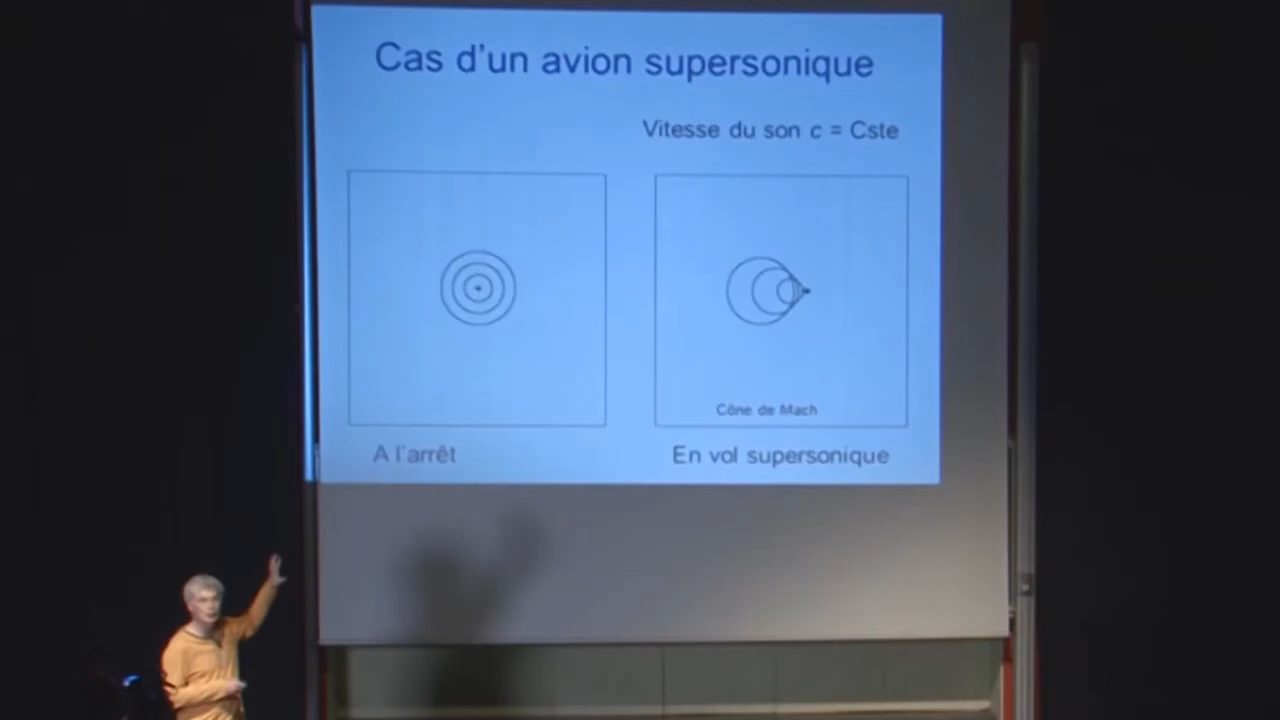 Cas d'un avion supersonique
Vitesse du son c = Cste
Cône de Mach
A l'arrêt
En vol supersonique